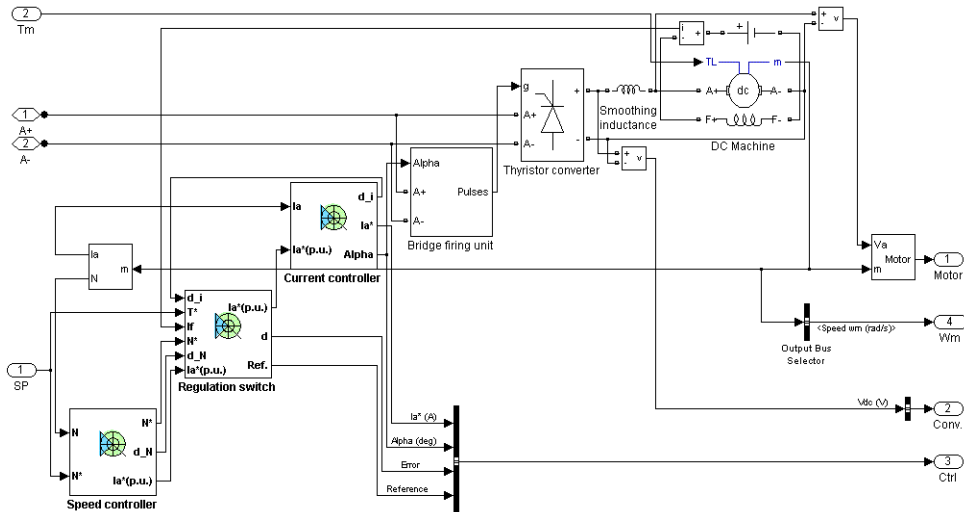 2
Tm
i
-
+
+
+
-
v
TL
m
g
+
A+
dc
A-
Smoothing
inductance
1
A+
A+
F+
F-
DC Machine
2
A-
A-
-
+
-
v
Alpha
Thyristor converter
A+
Pulses
A-
Bridge firing unit
d_i
Ia
Ia*
Ia*(p.u.)
Alpha
Current controller
Ia
N
m
Va
m
Motor
1
Motor
d_i
T*
If
N*
d_N
Ia*(p.u.)
Ia*(p.u.)
d
Ref.
Regulation switch
<Speed wm (rad/s)>
Output Bus
Selector
4
Wm
1
SP
N
N*
N*
d_N
Ia*(p.u.)
Speed controller
Ia* (A)
Alpha (deg)
Error
Reference
Vdc (V)
2
Conv.
3
Ctrl